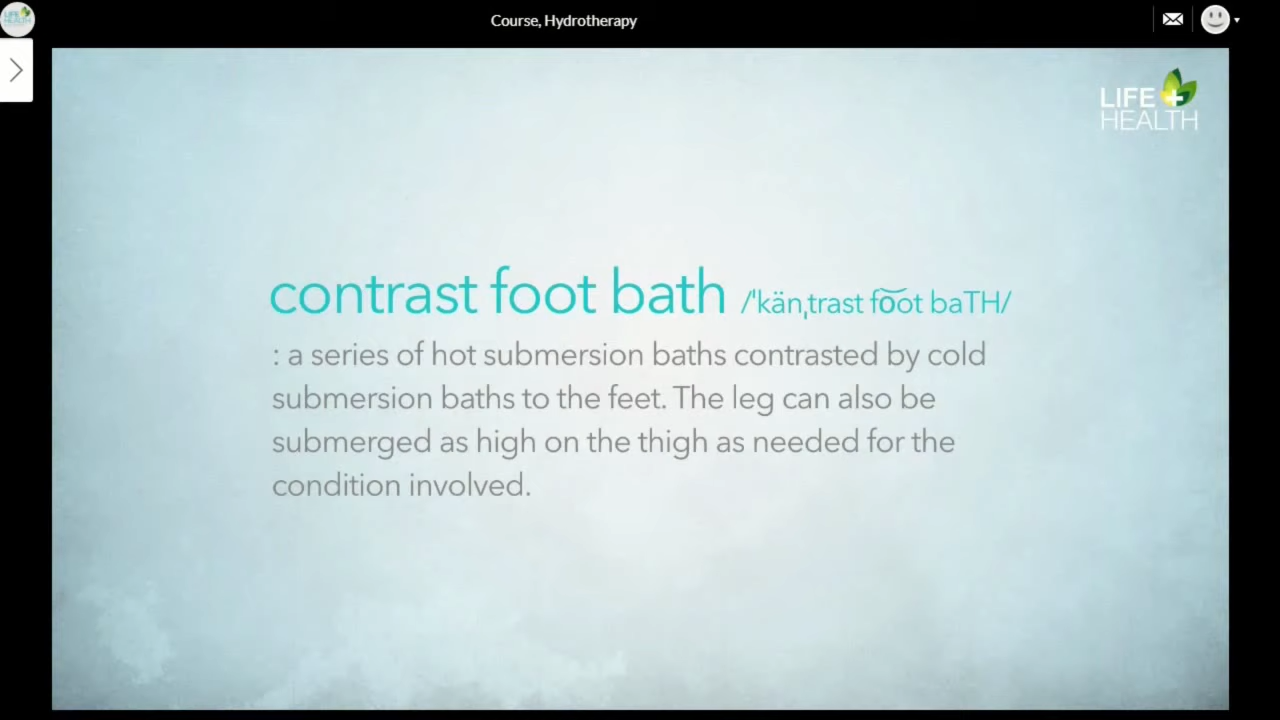 LIFE HEALTH
Course, Hydrotherapy
LIFE
HEALTH
contrast foot bath /ˈkänˌtrast fo͝ot baTH/
: a series of hot submersion baths contrasted by cold
submersion baths to the feet. The leg can also be
submerged as high on the thigh as needed for the
condition involved.